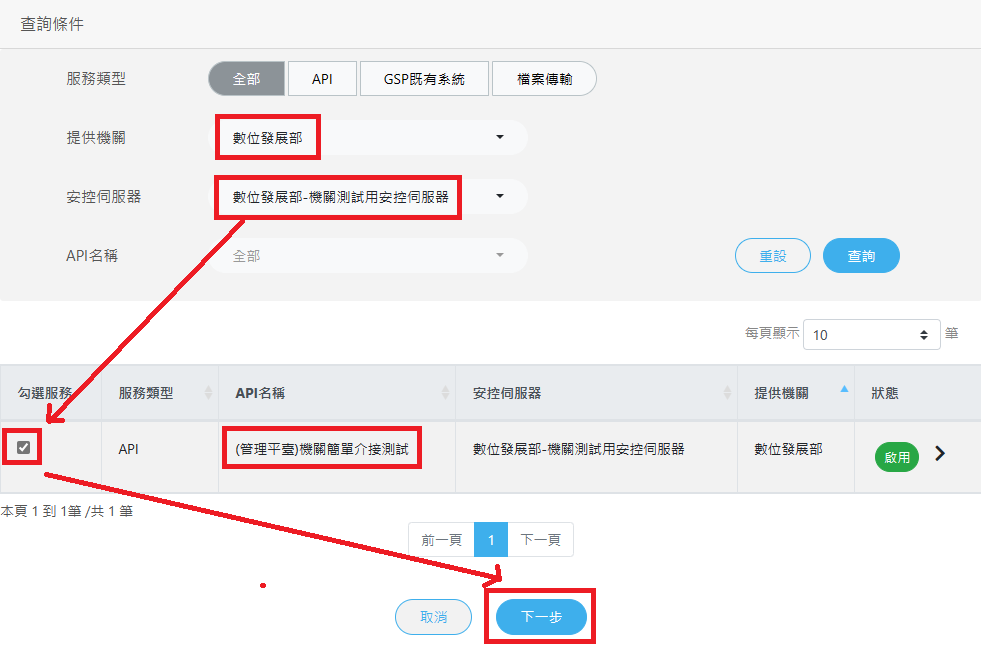 查詢條件
服務類型 全部 API GSP既有系統 檔案傳輸
提供機關 數位發展部
安控伺服器 數位發展部-機關測試用安控伺服器
API名稱 全部 重設 查詢
每頁顯示 10 筆
勾選服務 服務類型 API名稱 安控伺服器 提供機關 狀態
API (管理平臺)機關簡單介接測試 數位發展部-機關測試用安控伺服器 數位發展部 啟用
本頁 1 到 1筆 /共 1 筆
前一頁 1 下一頁
取消 下一步